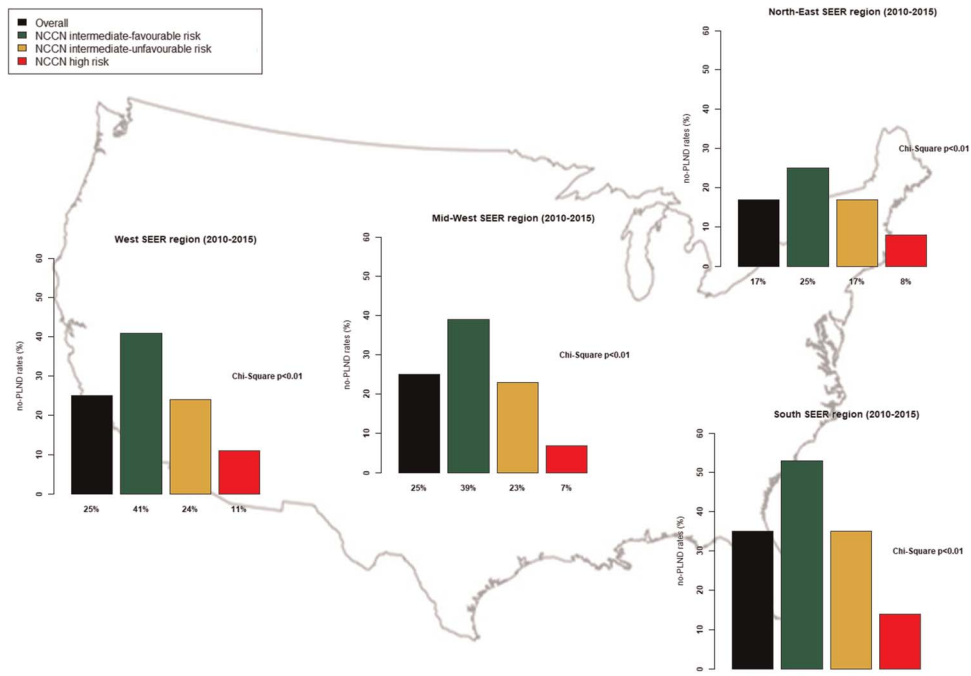 Overall
NCCN intermediate-favourable risk
NCCN intermediate-unfavourable risk
NCCN high risk
North-East SEER region (2010-2015)
no-PLND rates (%)
0 10 20 30 40 50 60
Chi-Square p<0.01
17% 25% 17% 8%
West SEER region (2010-2015)
no-PLND rates (%)
0 10 20 30 40 50 60
Chi-Square p<0.01
25% 41% 24% 11%
Mid-West SEER region (2010-2015)
no-PLND rates (%)
0 10 20 30 40 50 60
Chi-Square p<0.01
25% 39% 23% 7%
South SEER region (2010-2015)
no-PLND rates (%)
0 10 20 30 40 50 60
Chi-Square p<0.01